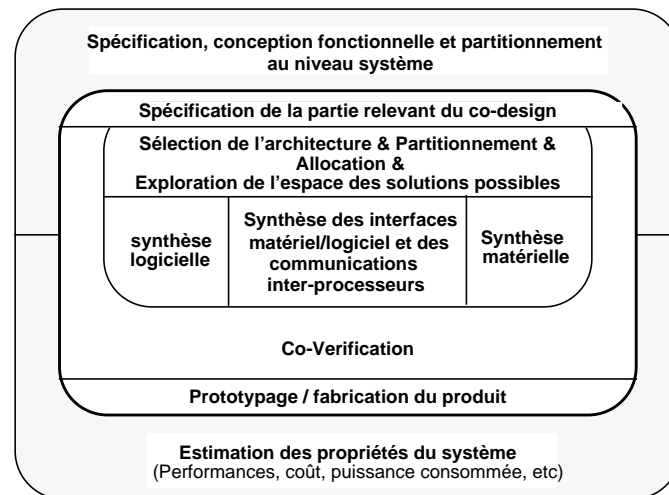 Spécification, conception fonctionnelle et partitionnement
au niveau système
Spécification de la partie relevant du co-design
Sélection de l'architecture & Partitionnement &
Allocation &
Exploration de l'espace des solutions possibles
synthèse
logicielle
Synthèse des interfaces
matériel/logiciel et des
communications
inter-processeurs
Synthèse
matérielle
Co-Verification
Prototypage / fabrication du produit
Estimation des propriétés du système
(Performances, coût, puissance consommée, etc)